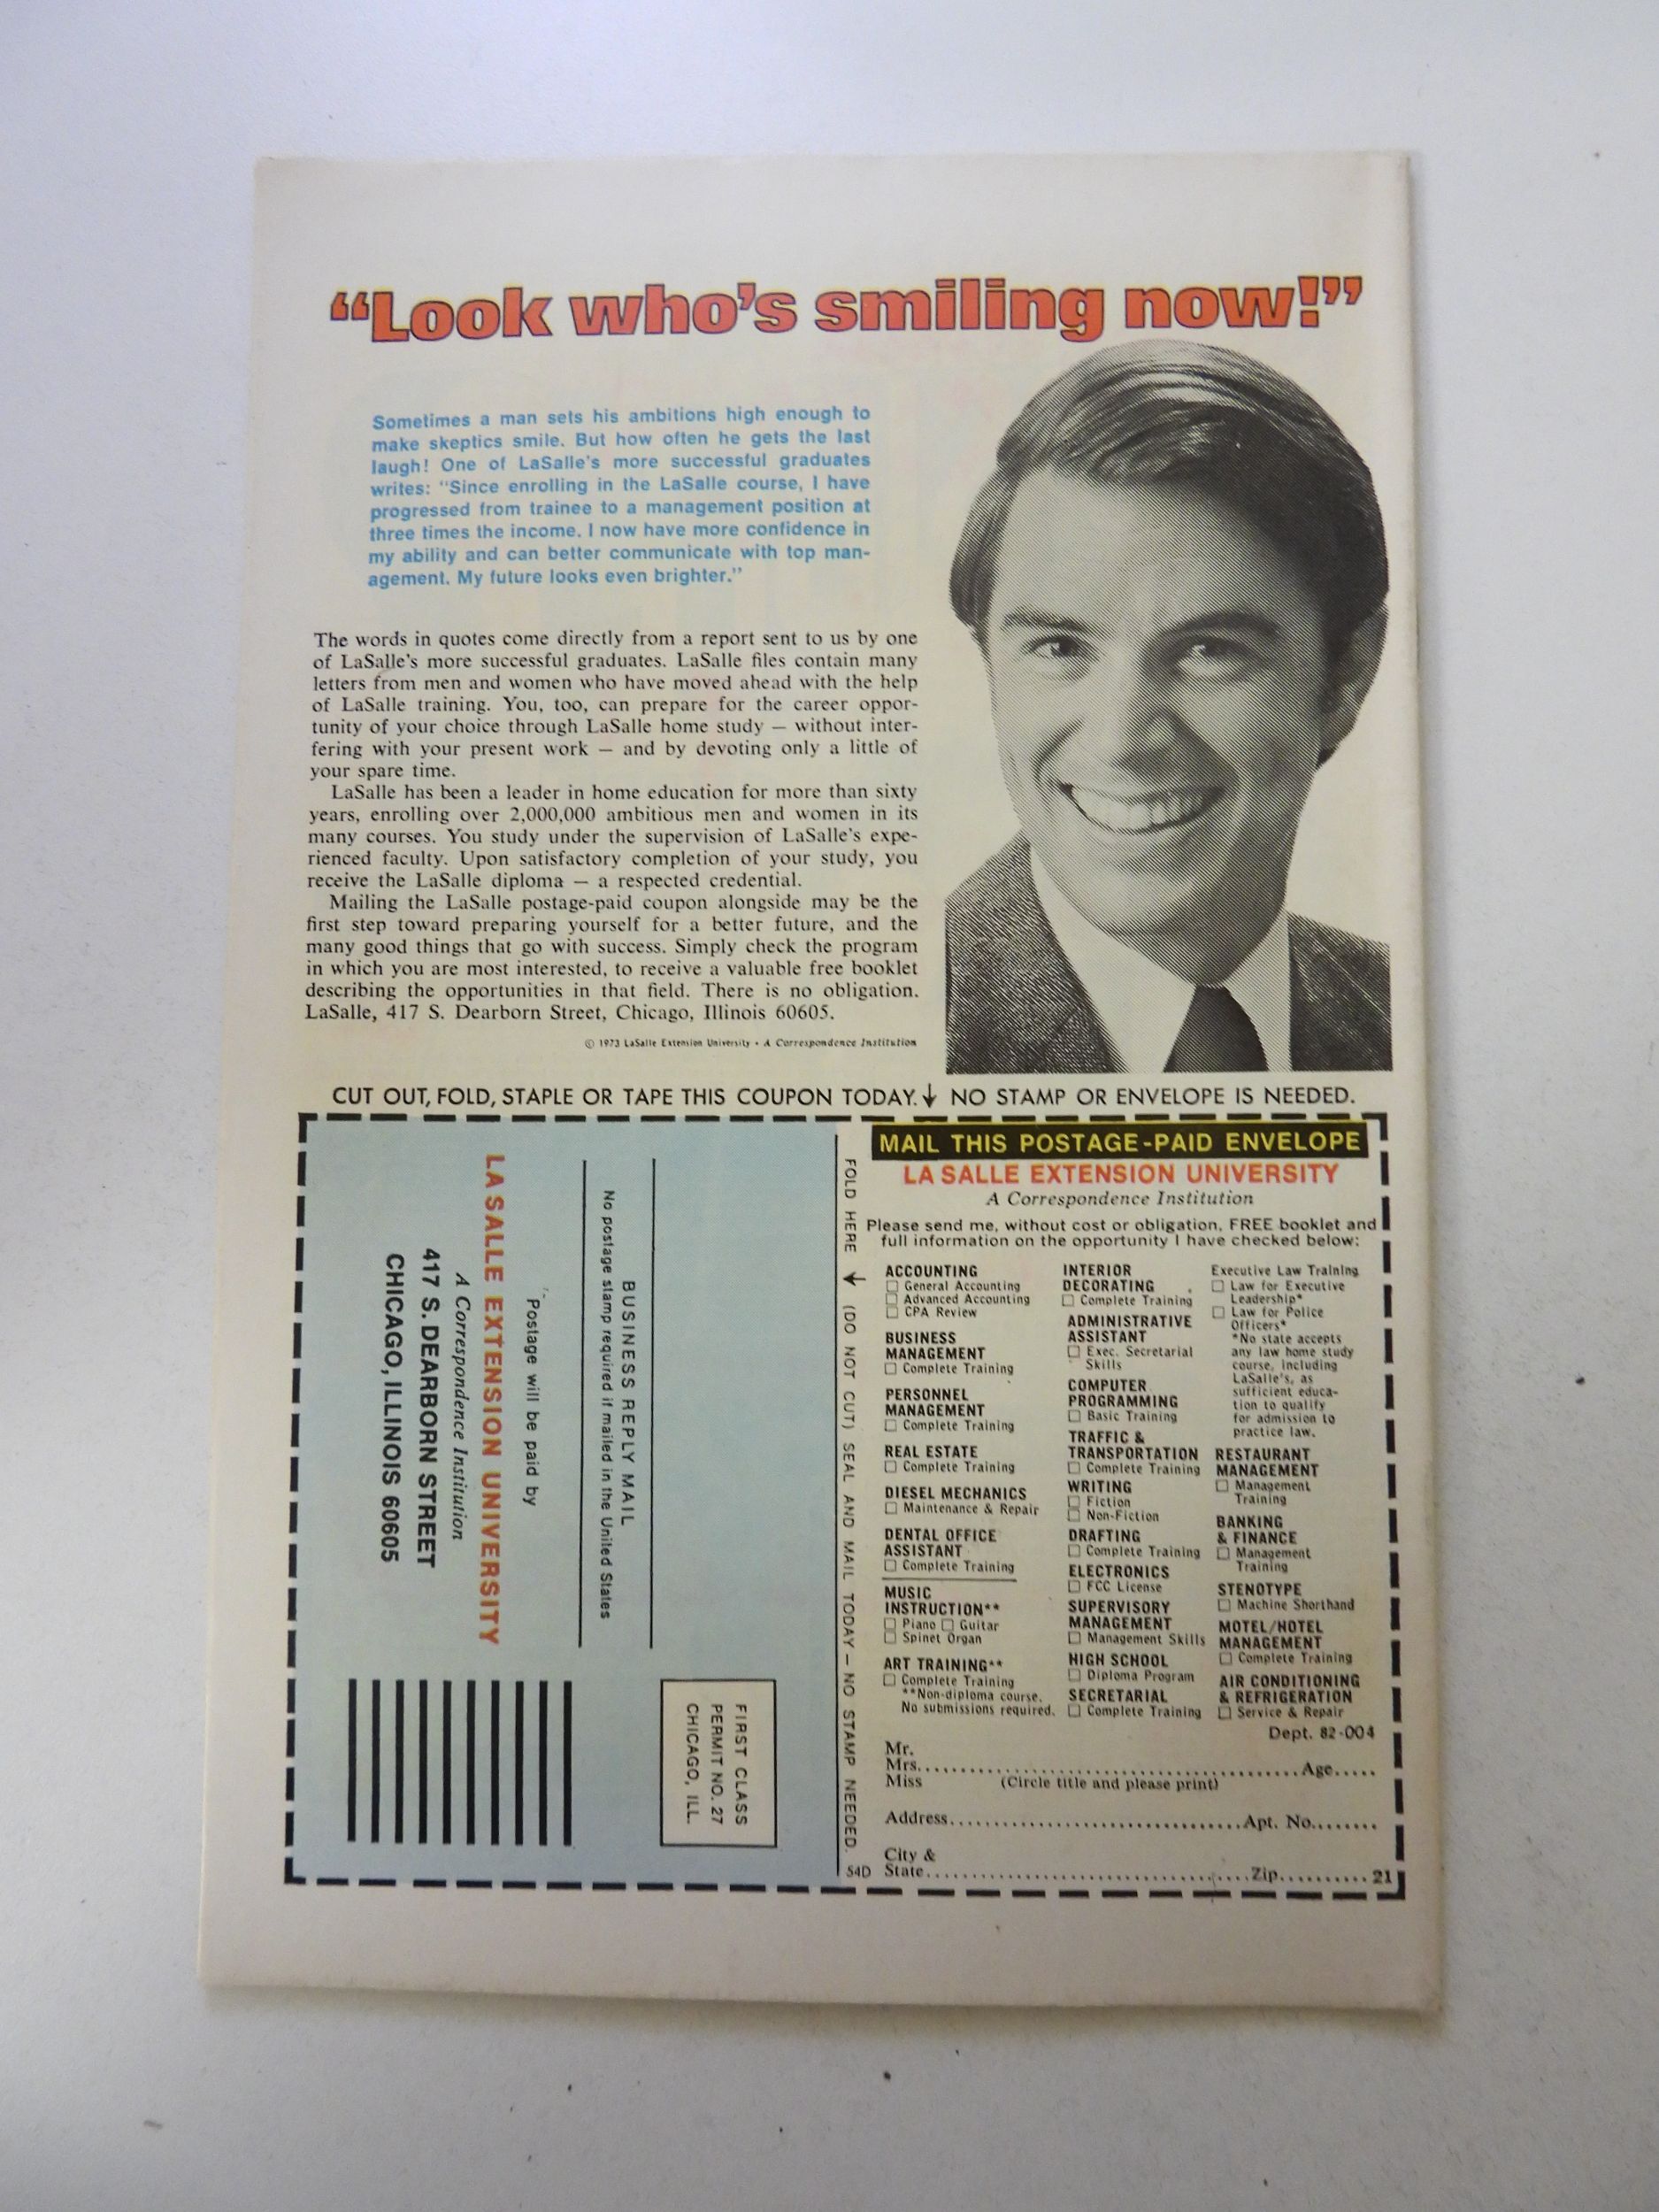 “Look who’s smiling now!”
Sometimes a man sets his ambitions high enough to
make skeptics smile. But how often he gets the last
laugh! One of LaSalle's more successful graduates
writes: "Since enrolling in the LaSalle course, I have
progressed from trainee to a management position at
three times the income. I now have more confidence in
my ability and can better communicate with top man-
agement. My future looks even brighter."
The words in quotes come directly from a report sent to us by one
of LaSalle's more successful graduates. LaSalle files contain many
letters from men and women who have moved ahead with the help
of LaSalle training. You, too, can prepare for the career oppor-
tunity of your choice through LaSalle home study — without inter-
fering with your present work — and by devoting only a little of
your spare time.
LaSalle has been a leader in home education for more than sixty
years, enrolling over 2,000,000 ambitious men and women in its
many courses. You study under the supervision of LaSalle's expe-
rienced faculty. Upon satisfactory completion of your study, you
receive the LaSalle diploma — a respected credential.
Mailing the LaSalle postage-paid coupon alongside may be the
first step toward preparing yourself for a better future, and the
many good things that go with success. Simply check the program
in which you are most interested, to receive a valuable free booklet
describing the opportunities in that field. There is no obligation.
LaSalle, 417 S. Dearborn Street, Chicago, Illinois 60605.
© 1973 LaSalle Extension University • A Correspondence Institution
CUT OUT, FOLD, STAPLE OR TAPE THIS COUPON TODAY. ↓ NO STAMP OR ENVELOPE IS NEEDED.
FIRST CLASS
PERMIT NO. 27
CHICAGO, ILL.
BUSINESS REPLY MAIL
No postage stamp required if mailed in the United States
Postage will be paid by
LA SALLE EXTENSION UNIVERSITY
A Correspondence Institution
417 S. DEARBORN STREET
CHICAGO, ILLINOIS 60605
FOLD HERE ↓ (DO NOT CUT) SEAL AND MAIL TODAY — NO STAMP NEEDED.
MAIL THIS POSTAGE-PAID ENVELOPE
LA SALLE EXTENSION UNIVERSITY
A Correspondence Institution
Please send me, without cost or obligation, FREE booklet and
full information on the opportunity I have checked below:
ACCOUNTING
☐ General Accounting
☐ Advanced Accounting
☐ CPA Review
BUSINESS
MANAGEMENT
☐ Complete Training
PERSONNEL
MANAGEMENT
☐ Complete Training
REAL ESTATE
☐ Complete Training
DIESEL MECHANICS
☐ Maintenance & Repair
DENTAL OFFICE
ASSISTANT
☐ Complete Training
MUSIC
INSTRUCTION**
☐ Piano ☐ Guitar
☐ Spinet Organ
ART TRAINING**
☐ Complete Training
**Non-diploma course.
No submissions required.
INTERIOR
DECORATING
☐ Complete Training
ADMINISTRATIVE
ASSISTANT
☐ Exec. Secretarial
Skills
COMPUTER
PROGRAMMING
☐ Basic Training
TRAFFIC &
TRANSPORTATION
☐ Complete Training
WRITING
☐ Fiction
☐ Non-Fiction
DRAFTING
☐ Complete Training
ELECTRONICS
☐ FCC License
SUPERVISORY
MANAGEMENT
☐ Management Skills
HIGH SCHOOL
☐ Diploma Program
SECRETARIAL
☐ Complete Training
Executive Law Training
☐ Law for Executive
Leadership*
☐ Law for Police
Officers*
*No state accepts
any law home study
course, including
LaSalle's, as
sufficient educa-
tion to qualify
for admission to
practice law.
RESTAURANT
MANAGEMENT
☐ Management
Training
BANKING
& FINANCE
☐ Management
Training
STENOTYPE
☐ Machine Shorthand
MOTEL/HOTEL
MANAGEMENT
☐ Complete Training
AIR CONDITIONING
& REFRIGERATION
☐ Service & Repair
Dept. 82-004
Mr.
Mrs. Age
Miss (Circle title and please print)
Address Apt. No.
City &
54D State Zip 21